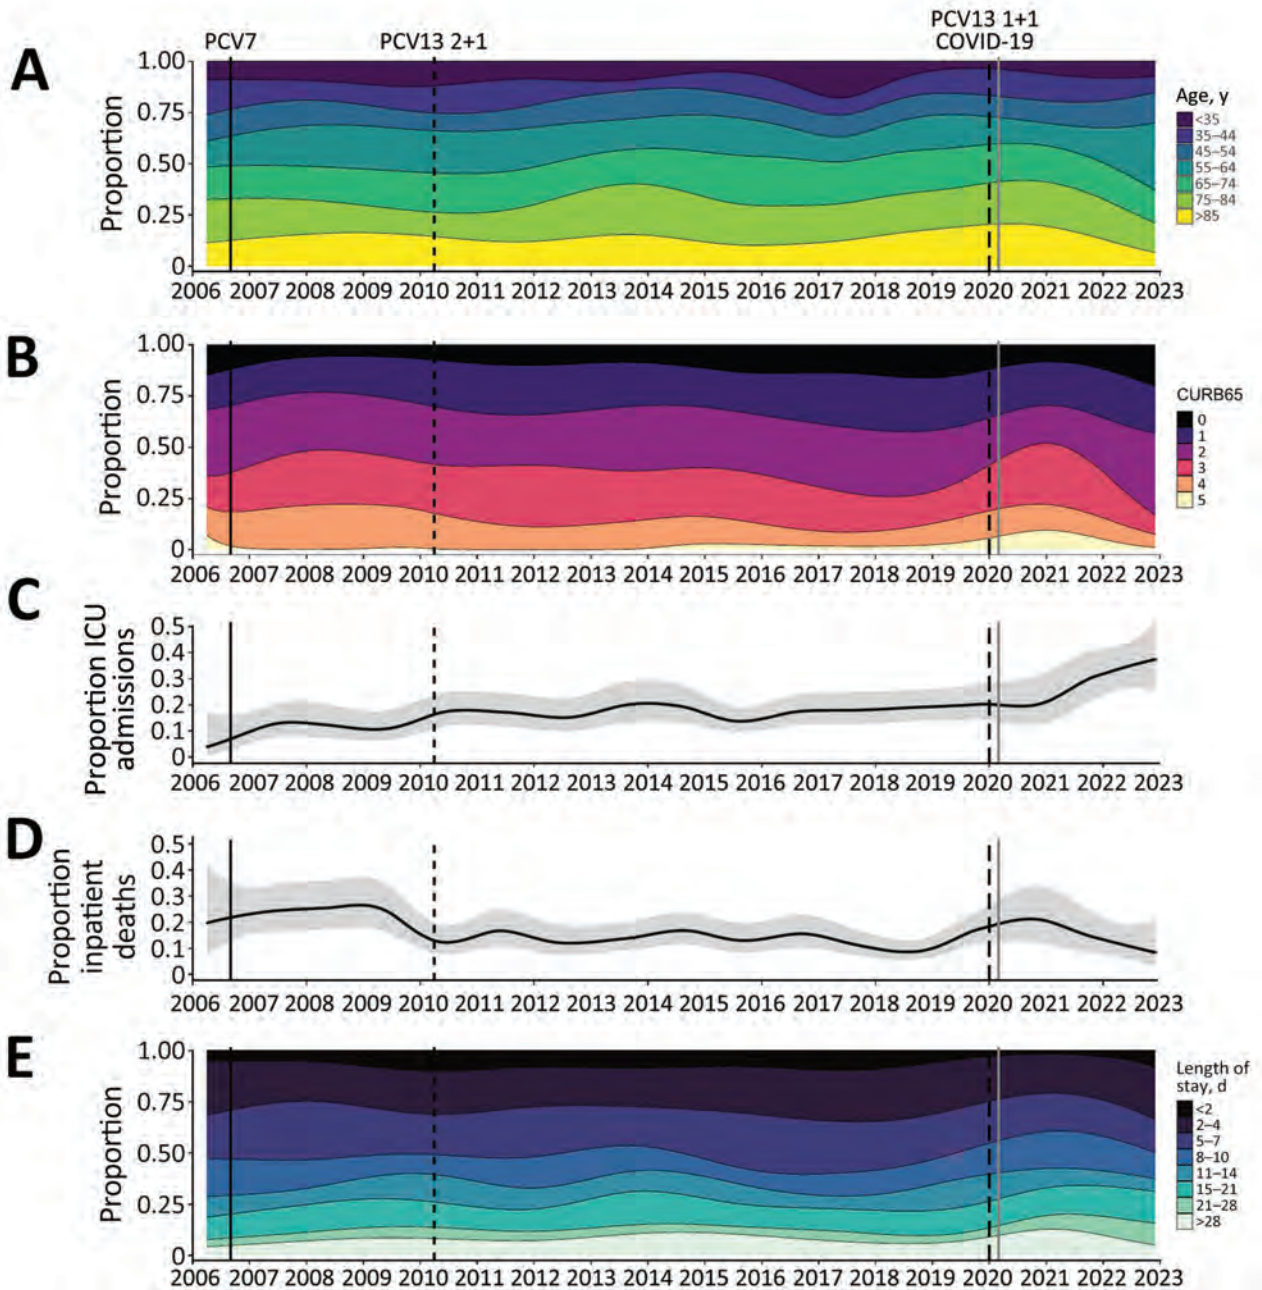 PCV7
PCV13 2+1
PCV13 1+1
COVID-19
A
Proportion
1.00
0.75
0.50
0.25
0
2006 2007 2008 2009 2010 2011 2012 2013 2014 2015 2016 2017 2018 2019 2020 2021 2022 2023
Age, y
<35
35–44
45–54
55–64
65–74
75–84
>85
B
Proportion
1.00
0.75
0.50
0.25
0
2006 2007 2008 2009 2010 2011 2012 2013 2014 2015 2016 2017 2018 2019 2020 2021 2022 2023
CURB65
0
1
2
3
4
5
C
Proportion ICU
admissions
0.5
0.4
0.3
0.2
0.1
0
2006 2007 2008 2009 2010 2011 2012 2013 2014 2015 2016 2017 2018 2019 2020 2021 2022 2023
D
Proportion
inpatient
deaths
0.5
0.4
0.3
0.2
0.1
0
2006 2007 2008 2009 2010 2011 2012 2013 2014 2015 2016 2017 2018 2019 2020 2021 2022 2023
E
Proportion
1.00
0.75
0.50
0.25
0
2006 2007 2008 2009 2010 2011 2012 2013 2014 2015 2016 2017 2018 2019 2020 2021 2022 2023
Length of
stay, d
<2
2–4
5–7
8–10
11–14
15–21
21–28
>28